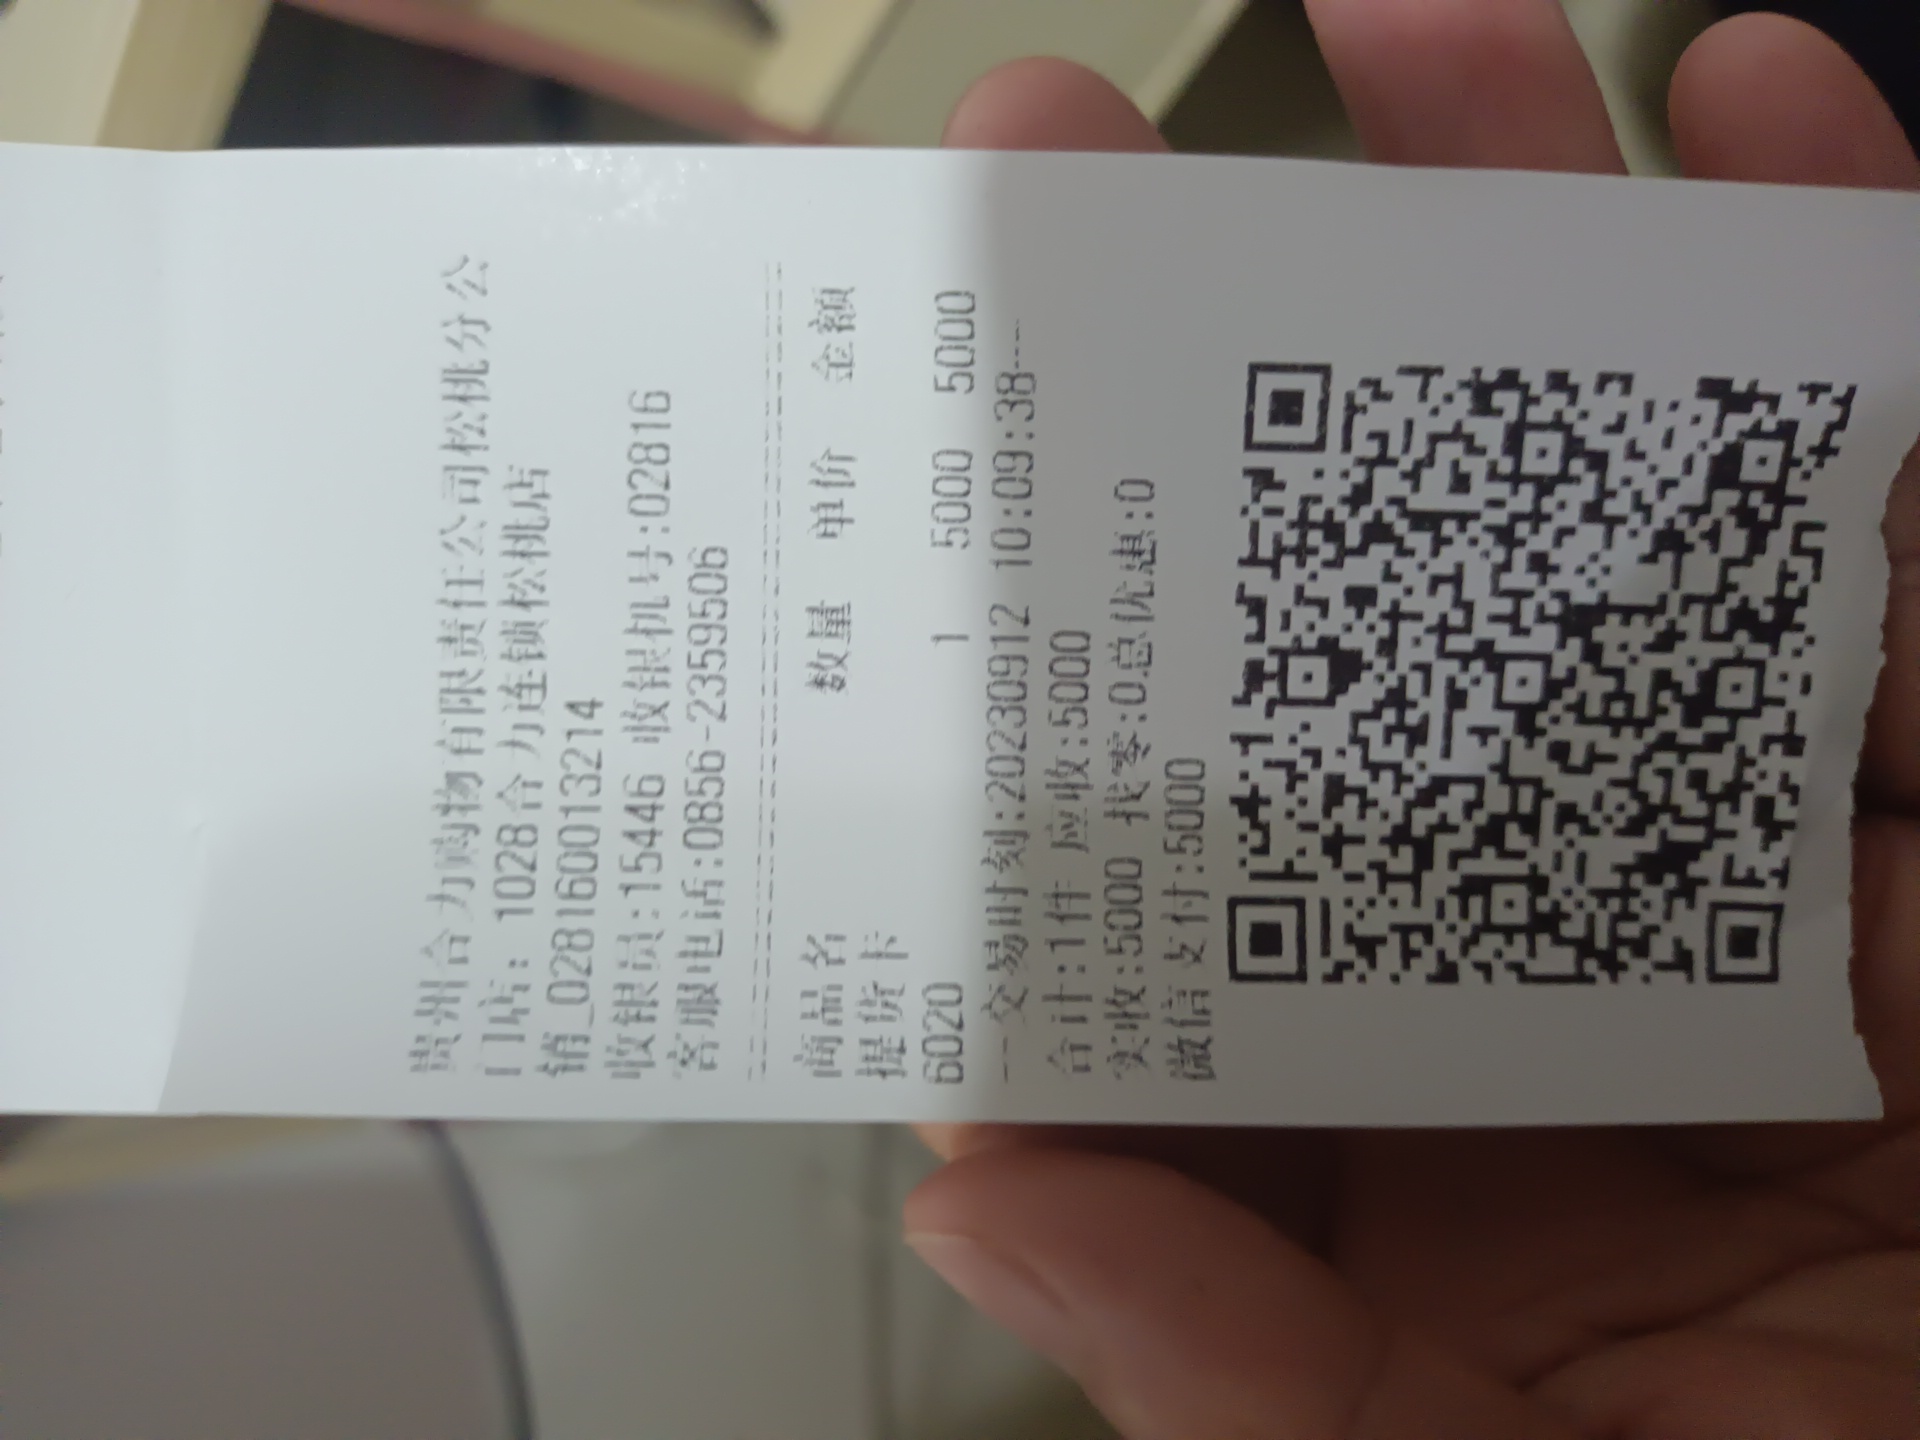 贵州合力购物有限责任公司松桃分公
门店：1028合力连锁松桃店
销_028160013214
收银员:15446 收银机号:02816
客服电话:0856-2359506
商品名 数量 单价 金额
提货卡
6020 1 5000 5000
--交易时刻:20230912 10:09:38----
合计:1件 应收:5000
实收:5000 找零:0总优惠:0
微信支付:5000